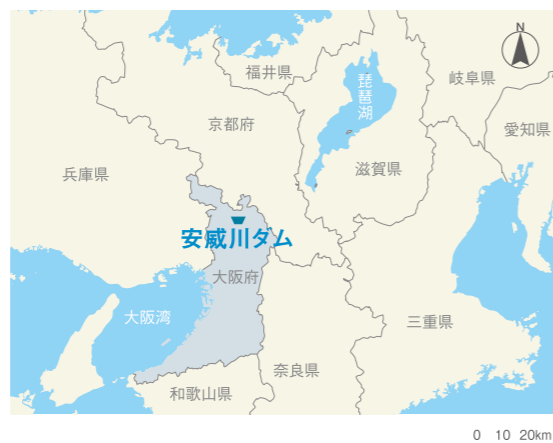 N
福井県
岐阜県
琵琶湖
京都府
愛知県
兵庫県
滋賀県
安威川ダム
大阪府
大阪湾
三重県
奈良県
和歌山県
0 10 20km